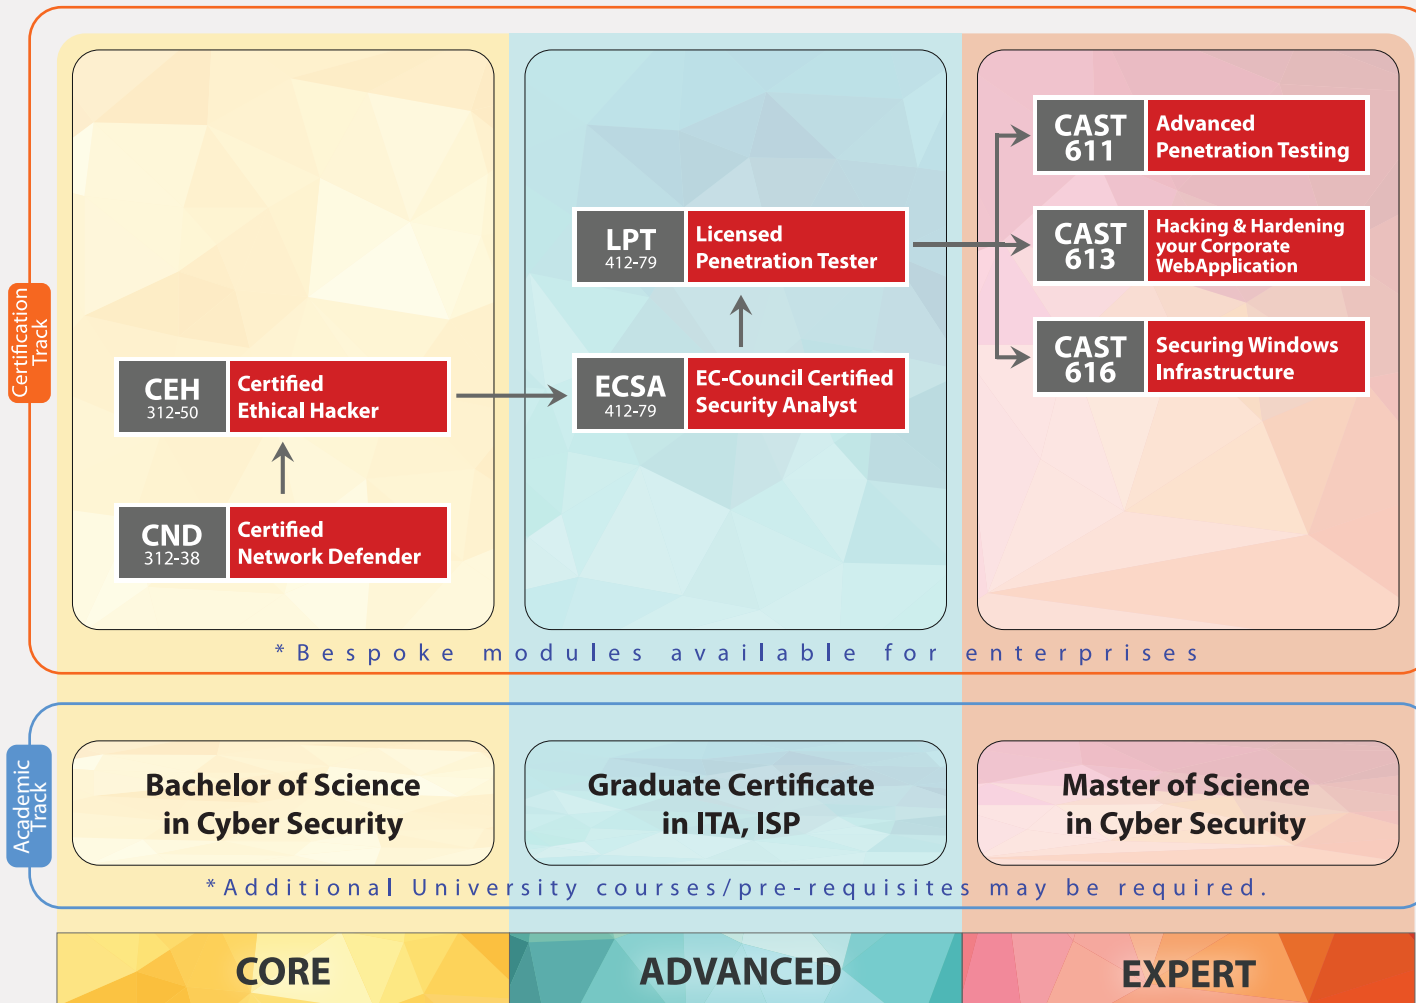 Certification
Track
CEH
312-50
Certified
Ethical Hacker
CND
312-38
Certified
Network Defender
LPT
412-79
Licensed
Penetration Tester
ECSA
412-79
EC-Council Certified
Security Analyst
CAST
611
Advanced
Penetration Testing
CAST
613
Hacking & Hardening
your Corporate
WebApplication
CAST
616
Securing Windows
Infrastructure
* Bespoke modules available for enterprises
Academic
Track
Bachelor of Science
in Cyber Security
Graduate Certificate
in ITA, ISP
Master of Science
in Cyber Security
* Additional University courses/pre-requisites may be required.
CORE
ADVANCED
EXPERT